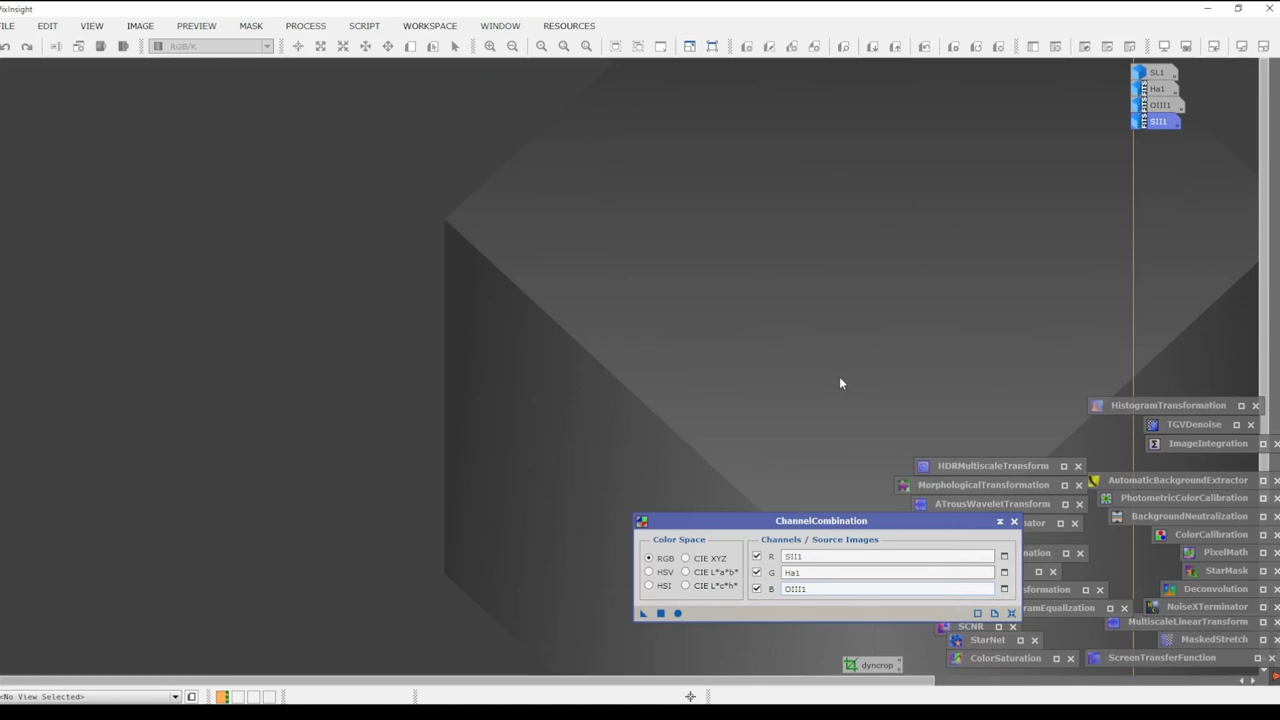 PixInsight
FILE EDIT VIEW IMAGE PREVIEW MASK PROCESS SCRIPT WORKSPACE WINDOW RESOURCES
RGB/K
SL1
FITS Ha1
FITS OIII1
FITS SII1
HistogramTransformation
TGVDenoise
ImageIntegration
HDRMultiscaleTransform
AutomaticBackgroundExtractor
MorphologicalTransformation
PhotometricColorCalibration
ATrousWaveletTransform
BackgroundNeutralization
ChannelCombination
ColorCalibration
Color Space
Channels / Source Images
RGB CIE XYZ
R SII1
PixelMath
HSV CIE L*a*b*
G Ha1
StarMask
HSI CIE L*c*h*
B OIII1
Deconvolution
NoiseXTerminator
MultiscaleLinearTransform
SCNR
StarNet
MaskedStretch
ColorSaturation
ScreenTransferFunction
dyncrop
<No View Selected>